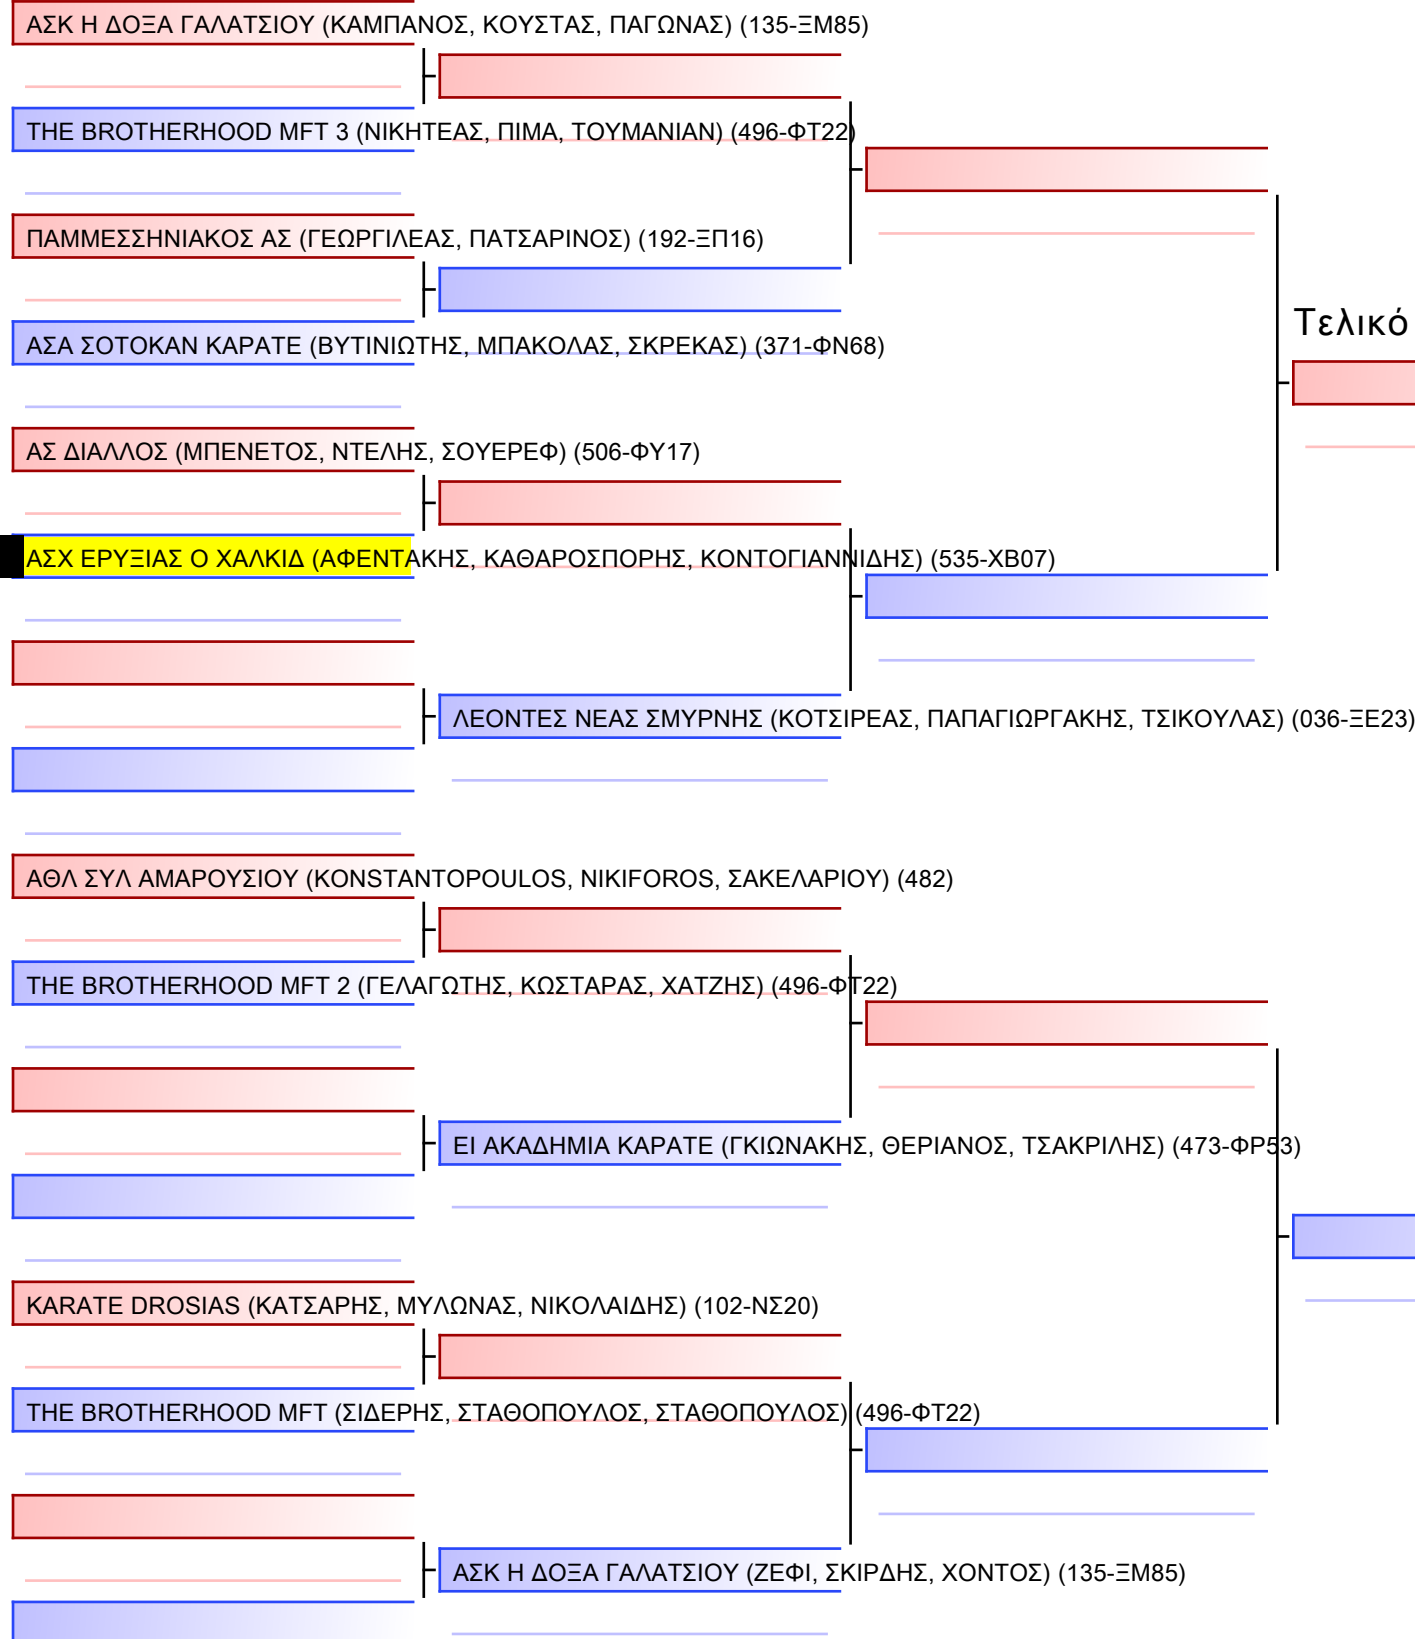 ΑΣΚ Η ΔΟΞΑ ΓΑΛΑΤΣΙΟΥ (ΚΑΜΠΑΝΟΣ, ΚΟΥΣΤΑΣ, ΠΑΓΩΝΑΣ) (135-ΞΜ85)
THE BROTHERHOOD MFT 3 (ΝΙΚΗΤΕΑΣ, ΠΙΜΑ, ΤΟΥΜΑΝΙΑΝ) (496-ΦΤ22)
ΠΑΜΜΕΣΣΗΝΙΑΚΟΣ ΑΣ (ΓΕΩΡΓΙΛΕΑΣ, ΠΑΤΣΑΡΙΝΟΣ) (192-ΞΠ16)
Τελικό
ΑΣΑ ΣΟΤΟΚΑΝ ΚΑΡΑΤΕ (ΒΥΤΙΝΙΩΤΗΣ, ΜΠΑΚΟΛΑΣ, ΣΚΡΕΚΑΣ) (371-ΦΝ68)
ΑΣ ΔΙΑΛΛΟΣ (ΜΠΕΝΕΤΟΣ, ΝΤΕΛΗΣ, ΣΟΥΕΡΕΦ) (506-ΦΥ17)
ΑΣΧ ΕΡΥΞΙΑΣ Ο ΧΑΛΚΙΔ (ΑΦΕΝΤΑΚΗΣ, ΚΑΘΑΡΟΣΠΟΡΗΣ, ΚΟΝΤΟΓΙΑΝΝΙΔΗΣ) (535-ΧΒ07)
ΛΕΟΝΤΕΣ ΝΕΑΣ ΣΜΥΡΝΗΣ (ΚΟΤΣΙΡΕΑΣ, ΠΑΠΑΓΙΩΡΓΑΚΗΣ, ΤΣΙΚΟΥΛΑΣ) (036-ΞΕ23)
ΑΘΛ ΣΥΛ ΑΜΑΡΟΥΣΙΟΥ (KONSTANTOPOULOS, NIKIFOROS, ΣΑΚΕΛΑΡΙΟΥ) (482)
THE BROTHERHOOD MFT 2 (ΓΕΛΑΓΩΤΗΣ, ΚΩΣΤΑΡΑΣ, ΧΑΤΖΗΣ) (496-ΦΤ22)
ΕΙ ΑΚΑΔΗΜΙΑ ΚΑΡΑΤΕ (ΓΚΙΩΝΑΚΗΣ, ΘΕΡΙΑΝΟΣ, ΤΣΑΚΡΙΛΗΣ) (473-ΦΡ53)
KARATE DROSIAS (ΚΑΤΣΑΡΗΣ, ΜΥΛΩΝΑΣ, ΝΙΚΟΛΑΙΔΗΣ) (102-ΝΣ20)
THE BROTHERHOOD MFT (ΣΙΔΕΡΗΣ, ΣΤΑΘΟΠΟΥΛΟΣ, ΣΤΑΘΟΠΟΥΛΟΣ) (496-ΦΤ22)
ΑΣΚ Η ΔΟΞΑ ΓΑΛΑΤΣΙΟΥ (ΖΕΦΙ, ΣΚΙΡΔΗΣ, ΧΟΝΤΟΣ) (135-ΞΜ85)